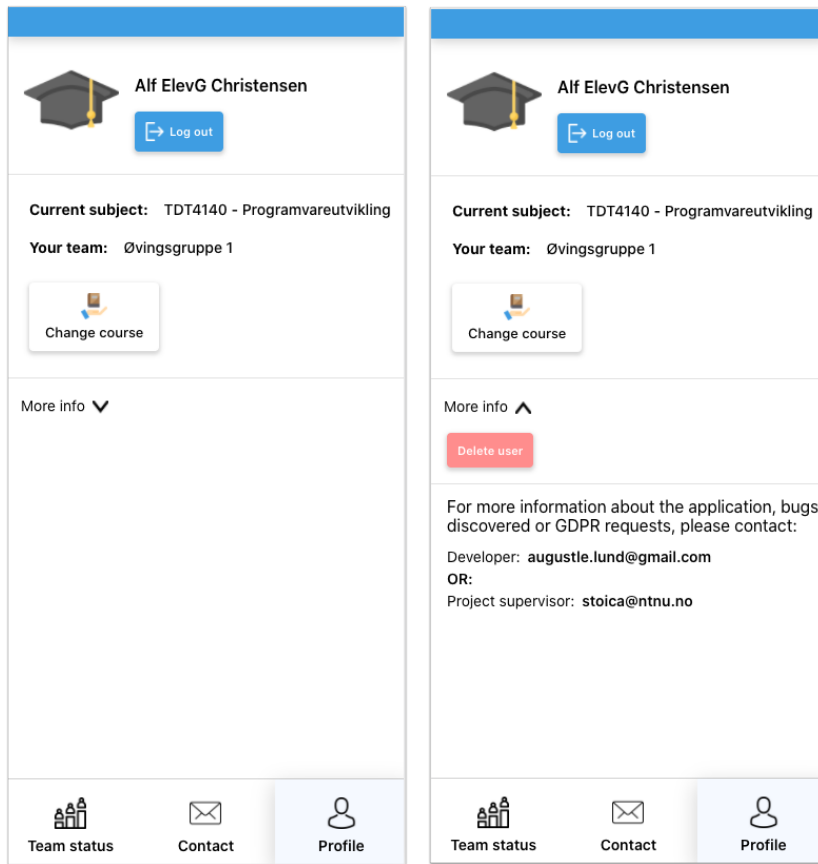 Alf ElevG Christensen
Log out
Current subject: TDT4140 - Programvareutvikling
Your team: Øvingsgruppe 1
Change course
More info
Team status
Contact
Profile
Alf ElevG Christensen
Log out
Current subject: TDT4140 - Programvareutvikling
Your team: Øvingsgruppe 1
Change course
More info
Delete user
For more information about the application, bugs
discovered or GDPR requests, please contact:
Developer: augustle.lund@gmail.com
OR:
Project supervisor: stoica@ntnu.no
Team status
Contact
Profile